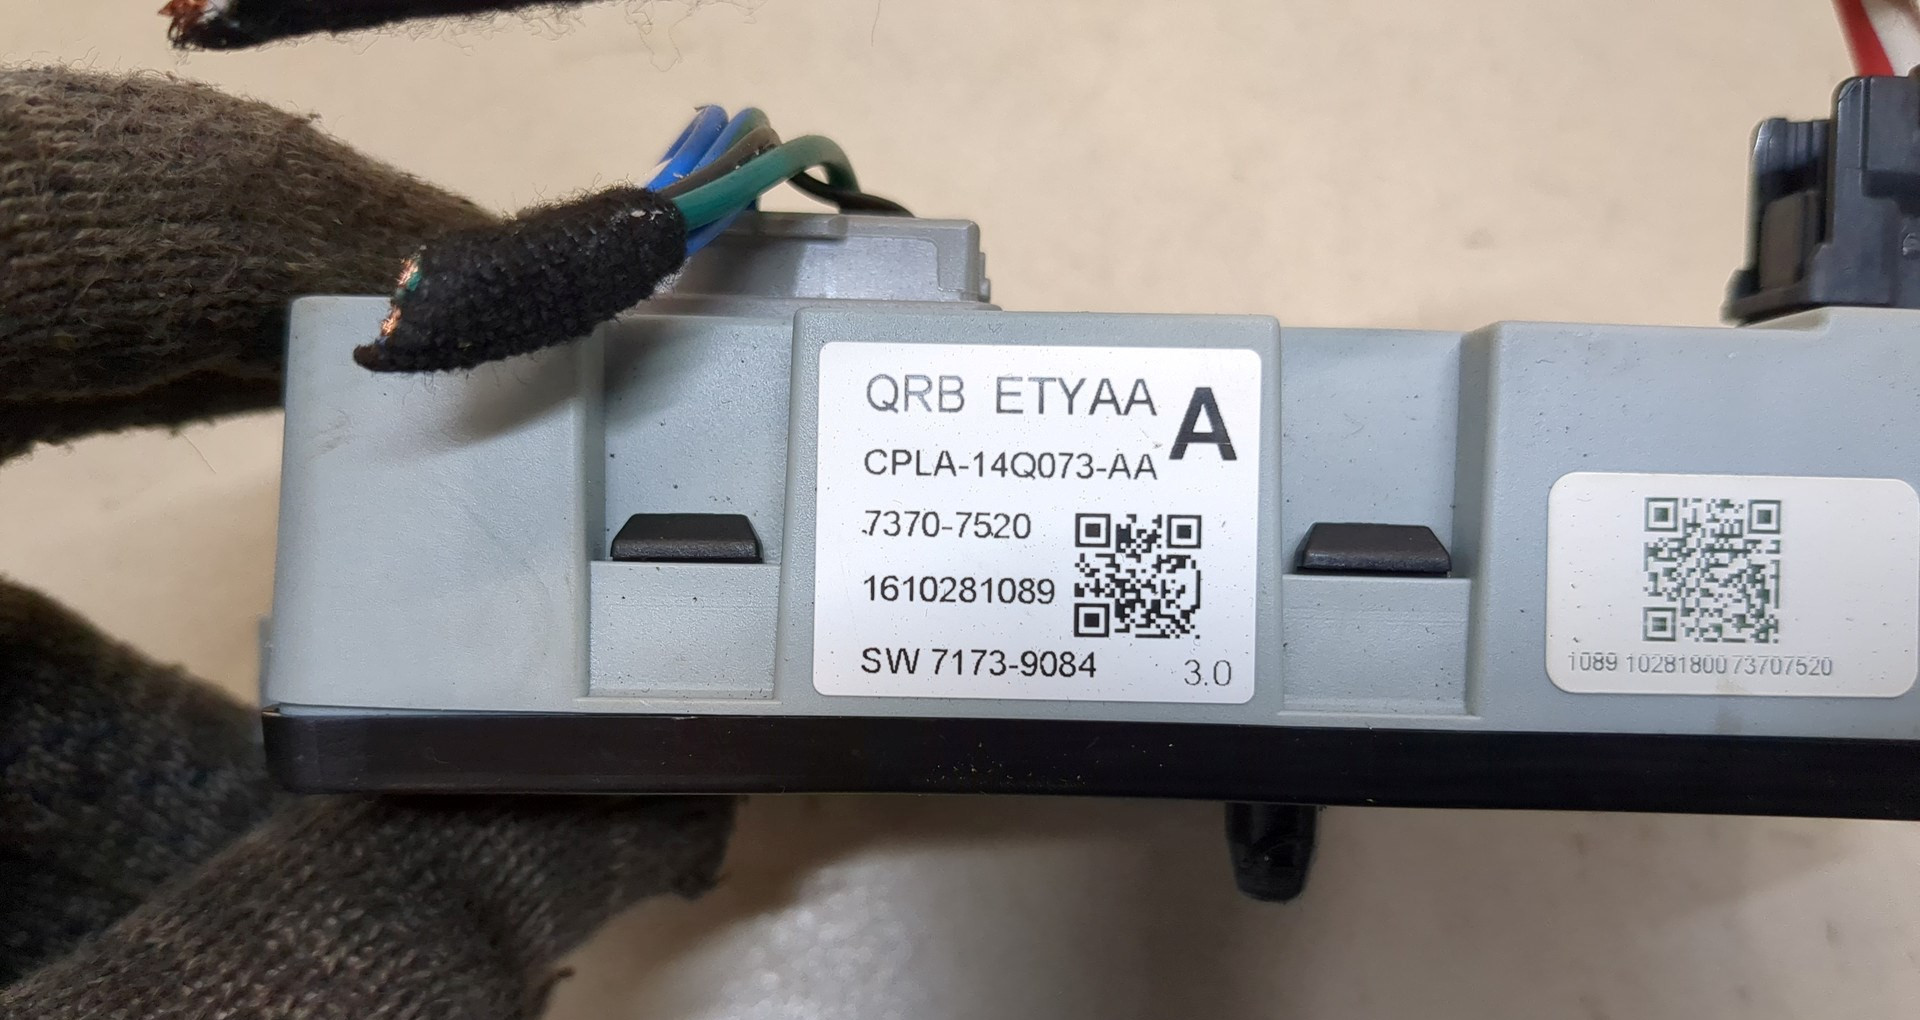 QRB ETYAA A
CPLA-14Q073-AA
7370-7520
1610281089
SW 7173-9084 3.0
1089 10281800 73707520